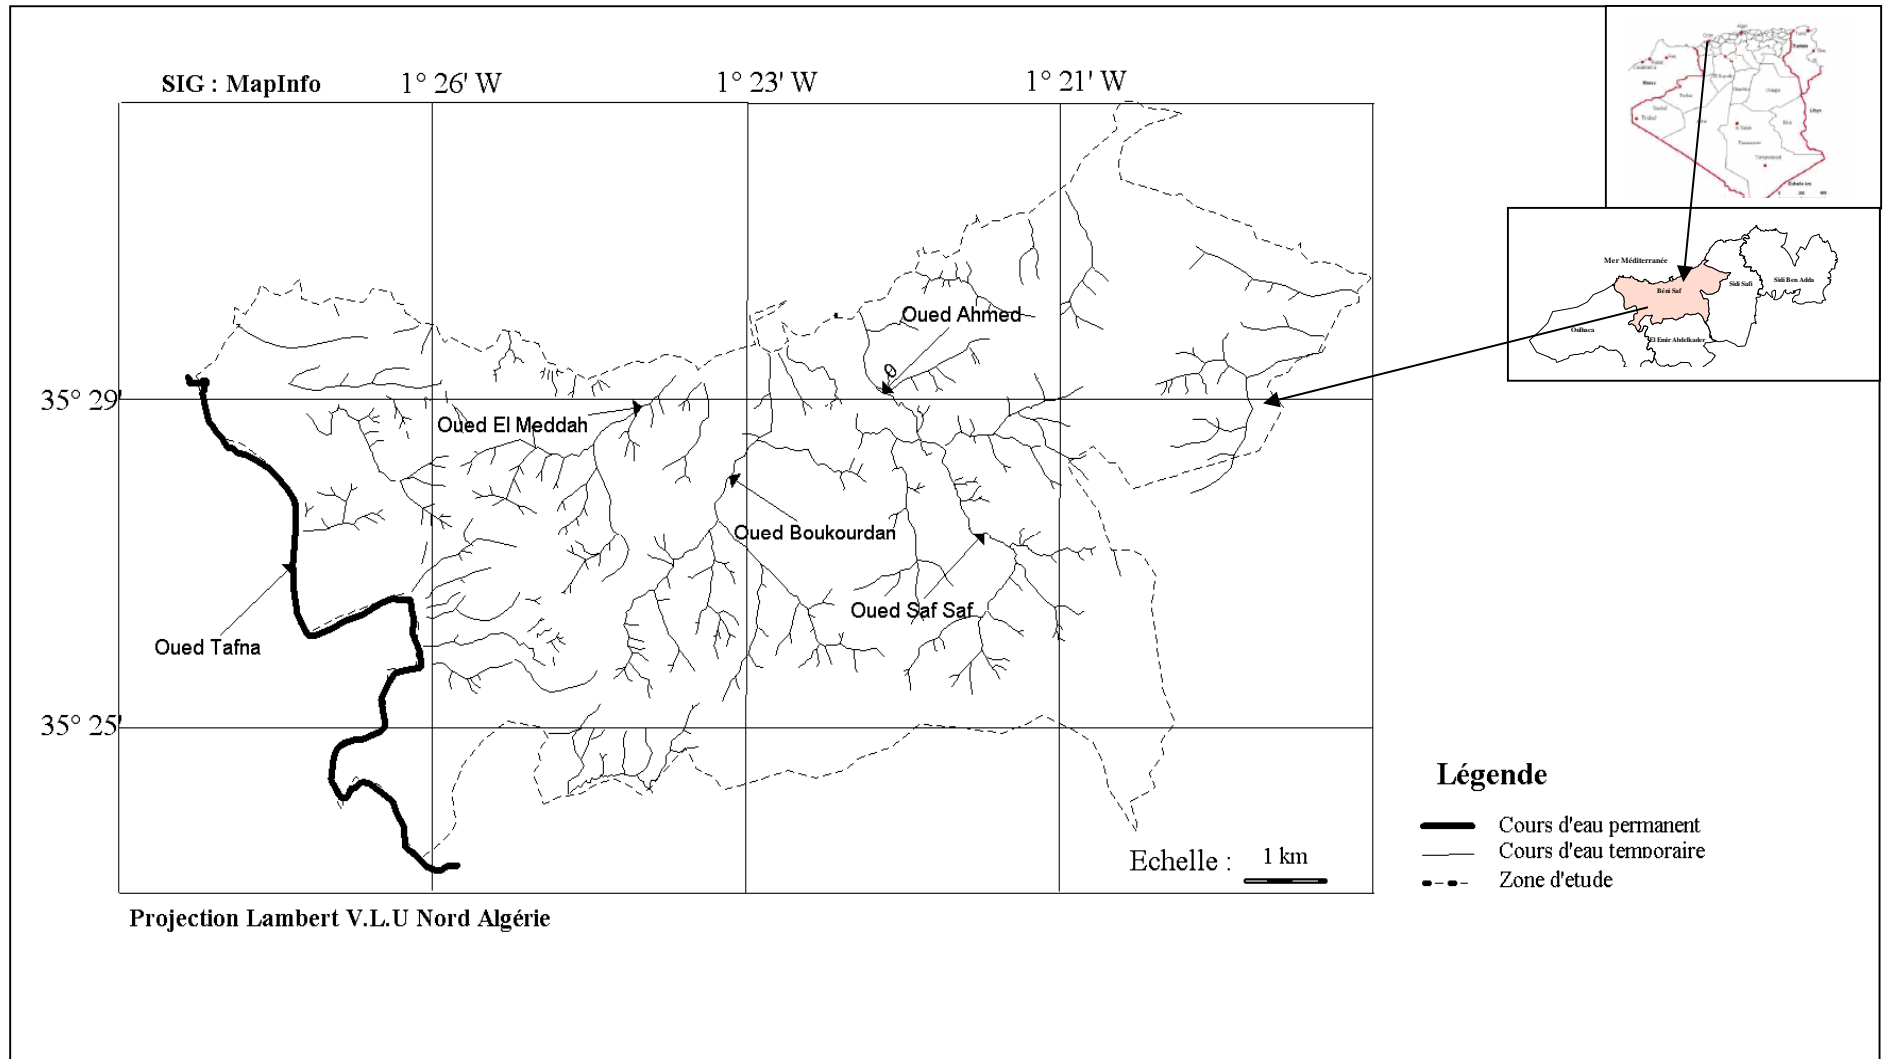 SIG : MapInfo
1° 26' W
1° 23' W
1° 21' W
35° 29'
35° 25'
Oued Ahmed
Oued El Meddah
Oued Boukourdan
Oued Saf Saf
Oued Tafna
Mer Méditerranée
Béni Saf
Sidi Safi
Sidi Ben Adda
Oulhaca
El Emir Abdelkader
Légende
Cours d'eau permanent
Cours d'eau temporaire
Zone d'etude
Echelle :
1 km
Projection Lambert V.L.U Nord Algérie